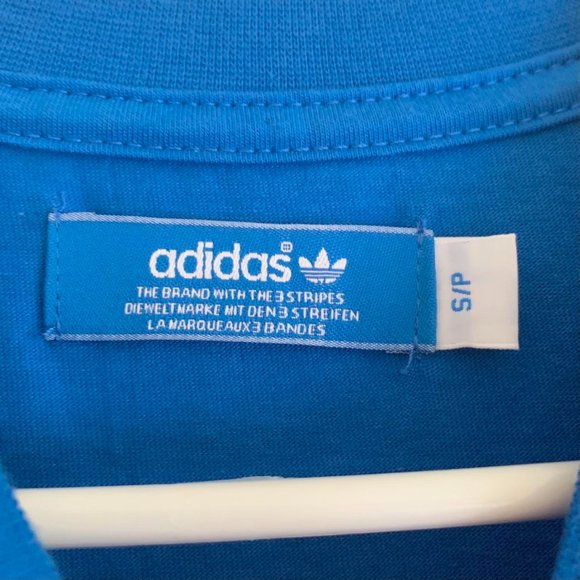 adidas
THE BRAND WITH THE 3 STRIPES
DIE WELTMARKE MIT DEN 3 STREIFEN
LA MARQUE AUX 3 BANDES
S/P